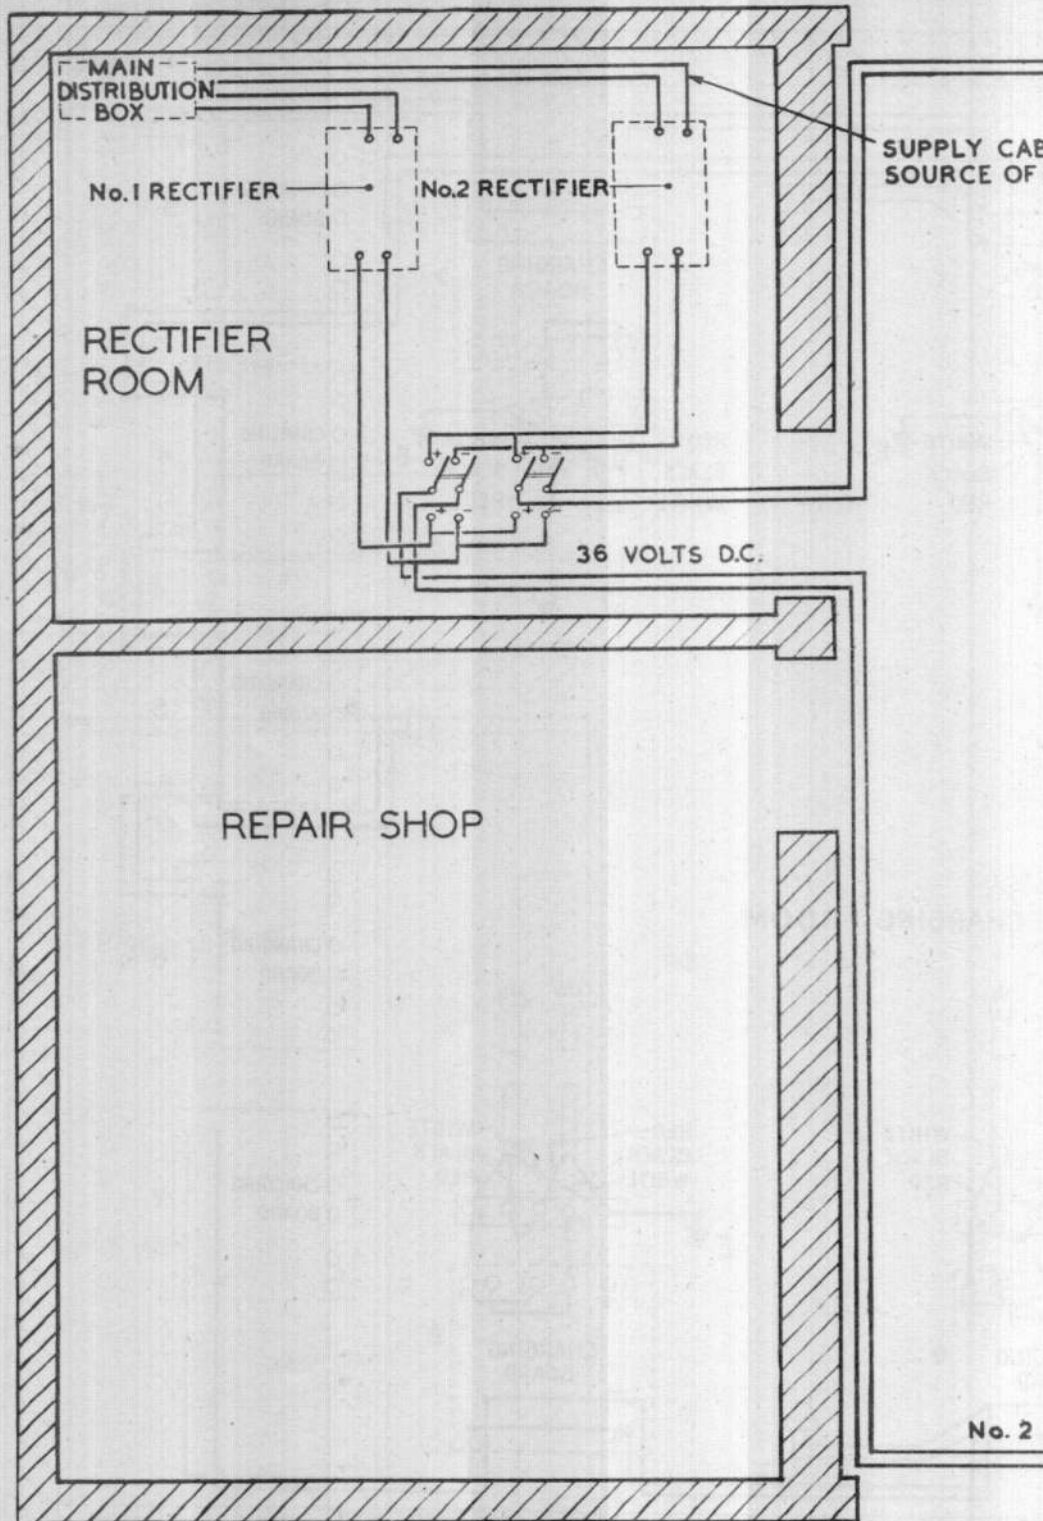 MAIN
DISTRIBUTION
BOX
SUPPLY
SOURCE OF
No.1 RECTIFIER
No.2 RECTIFIER
RECTIFIER
ROOM
+ - + -
+ - + -
36 VOLTS D.C.
REPAIR SHOP
No. 2